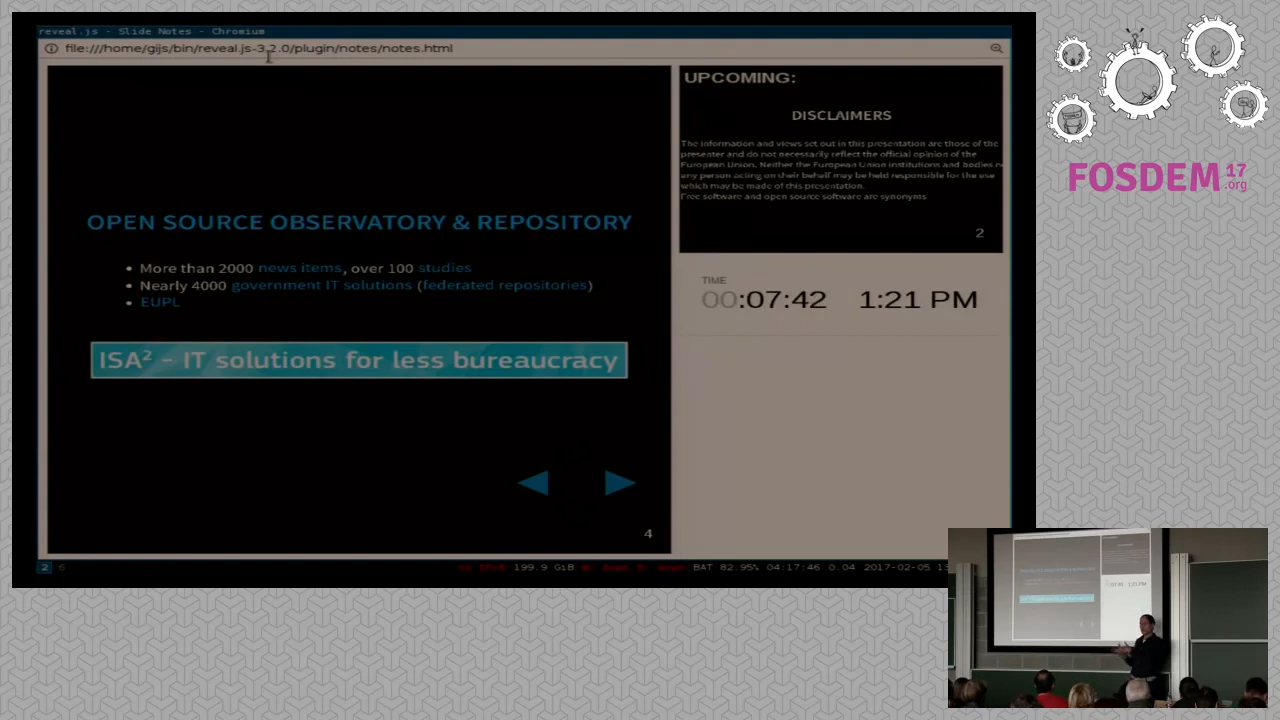 reveal.js - Slide Notes - Chromium
file:///home/gijs/bin/reveal.js-3.2.0/plugin/notes/notes.html
OPEN SOURCE OBSERVATORY & REPOSITORY
• More than 2000 news items, over 100 studies
• Nearly 4000 government IT solutions (federated repositories)
• EUPL
ISA² - IT solutions for less bureaucracy
4
UPCOMING:
DISCLAIMERS
The information and views set out in this presentation are those of the
presenter and do not necessarily reflect the official opinion of the
European Union. Neither the European Union institutions and bodies
any person acting on their behalf may be held responsible for the use
which may be made of this presentation.
Free software and open source software are synonyms
2
TIME
00:07:42 1:21 PM
2 6
199.9 GiB BAT 82.95% 04:17:46 0.04 2017-02-05
FOSDEM 17
.org